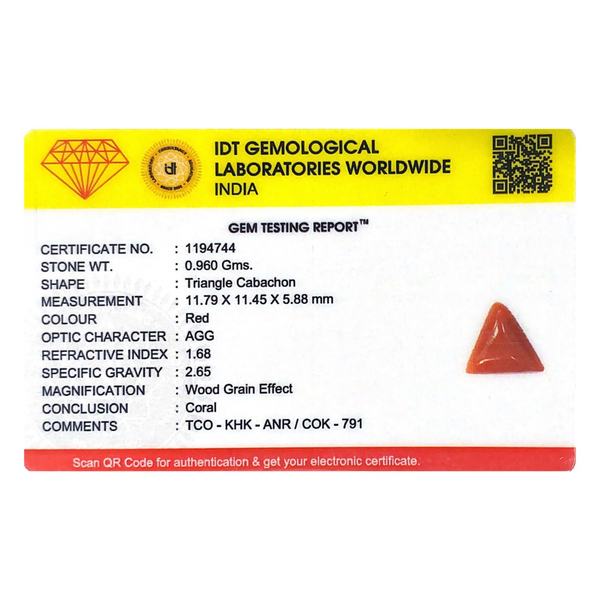 IDT GEMOLOGICAL
LABORATORIES WORLDWIDE
INDIA
idt
GEM TESTING REPORT™
CERTIFICATE NO. : 1194744
STONE WT. : 0.960 Gms.
SHAPE : Triangle Cabachon
MEASUREMENT : 11.79 X 11.45 X 5.88 mm
COLOUR : Red
OPTIC CHARACTER : AGG
REFRACTIVE INDEX : 1.68
SPECIFIC GRAVITY : 2.65
MAGNIFICATION : Wood Grain Effect
CONCLUSION : Coral
COMMENTS : TCO - KHK - ANR / COK - 791
Scan QR Code for authentication & get your electronic certificate.